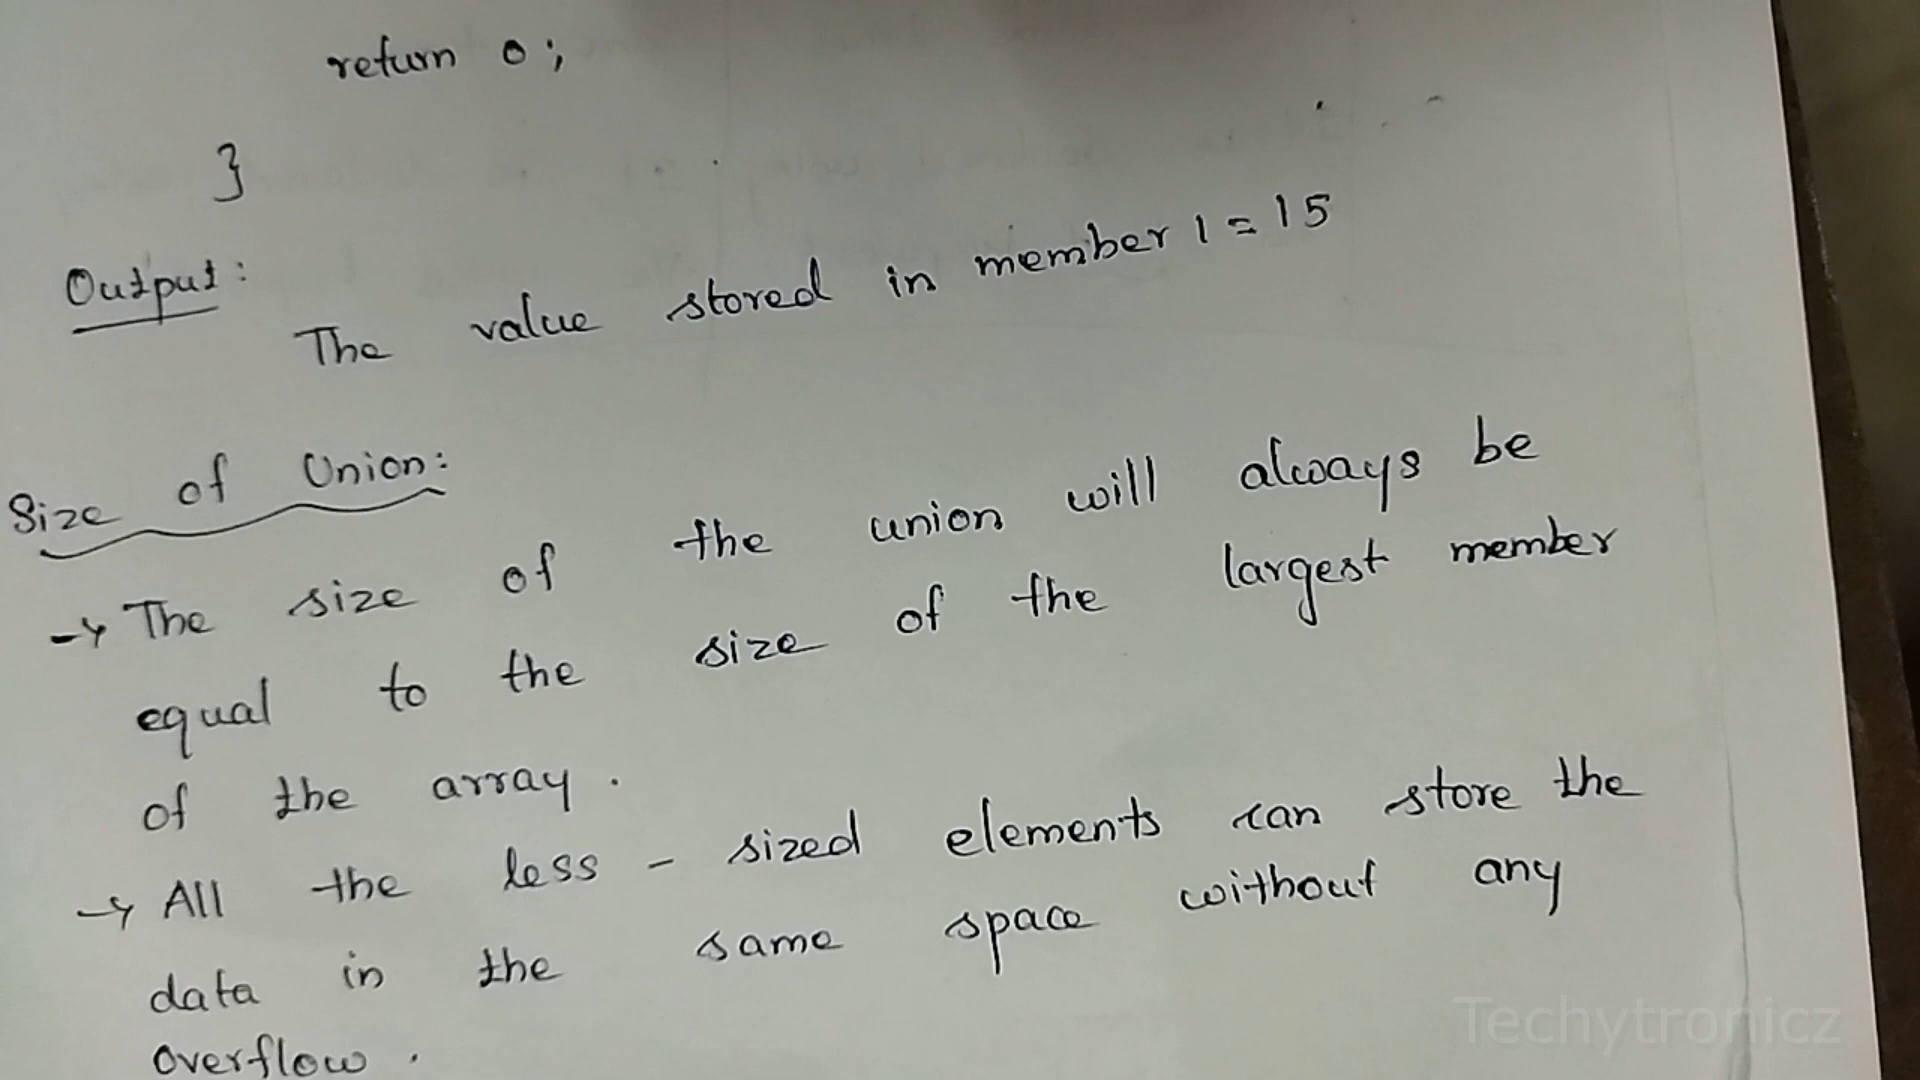 return 0;
}
Output:
The value stored in member 1 = 15
Size of Union:
→ The size of the union will always be
equal to the size of the largest member
of the array.
→ All the less - sized elements can store the
data in the same space without any
overflow.
Techytronicz